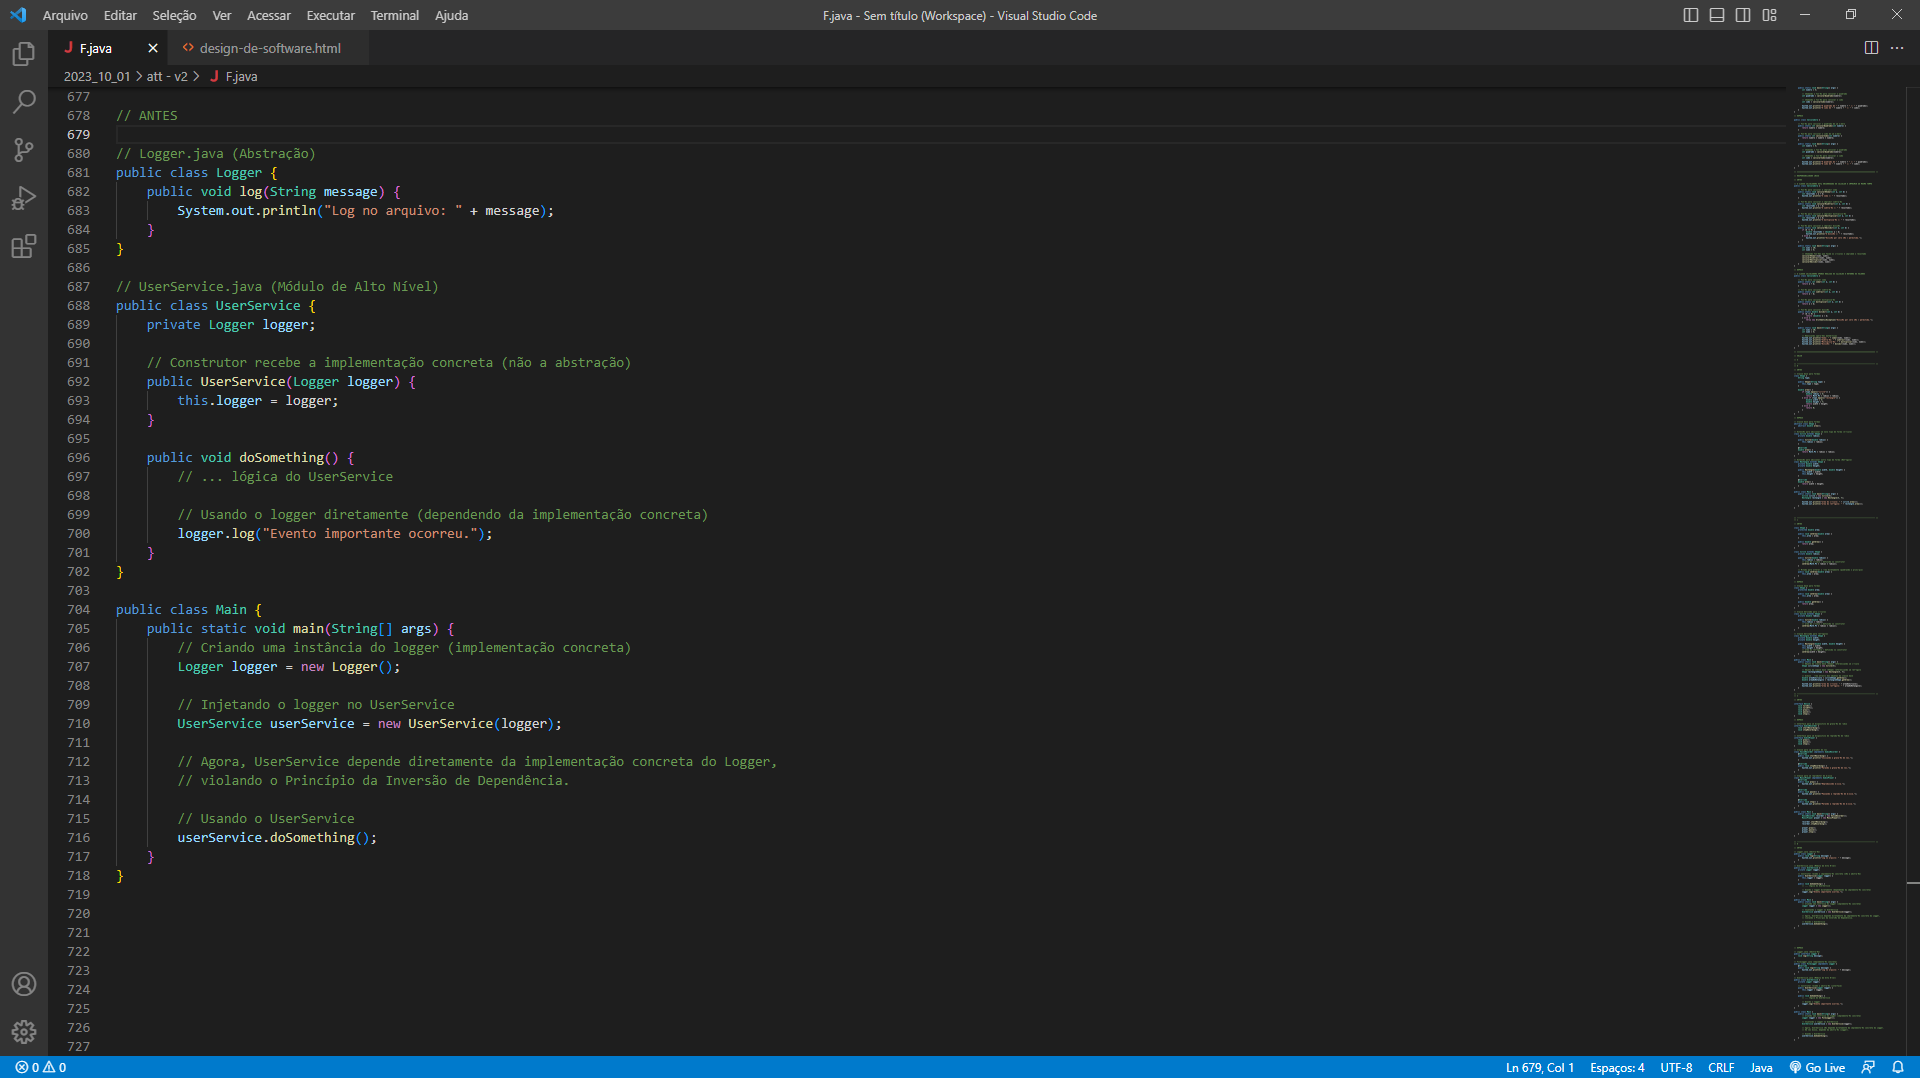 Arquivo Editar Seleção Ver Acessar Executar Terminal Ajuda
F.java - Sem título (Workspace) - Visual Studio Code
F.java
design-de-software.html
2023_10_01 > att - v2 > F.java
677
678 // ANTES
679
680 // Logger.java (Abstração)
681 public class Logger {
682 public void log(String message) {
683 System.out.println("Log no arquivo: " + message);
684 }
685 }
686
687 // UserService.java (Módulo de Alto Nível)
688 public class UserService {
689 private Logger logger;
690
691 // Construtor recebe a implementação concreta (não a abstração)
692 public UserService(Logger logger) {
693 this.logger = logger;
694 }
695
696 public void doSomething() {
697 // ... lógica do UserService
698
699 // Usando o logger diretamente (dependendo da implementação concreta)
700 logger.log("Evento importante ocorreu.");
701 }
702 }
703
704 public class Main {
705 public static void main(String[] args) {
706 // Criando uma instância do logger (implementação concreta)
707 Logger logger = new Logger();
708
709 // Injetando o logger no UserService
710 UserService userService = new UserService(logger);
711
712 // Agora, UserService depende diretamente da implementação concreta do Logger,
713 // violando o Princípio da Inversão de Dependência.
714
715 // Usando o UserService
716 userService.doSomething();
717 }
718 }
719
720
721
722
723
724
725
726
727
0 0
Ln 679, Col 1 Espaços: 4 UTF-8 CRLF Java Go Live